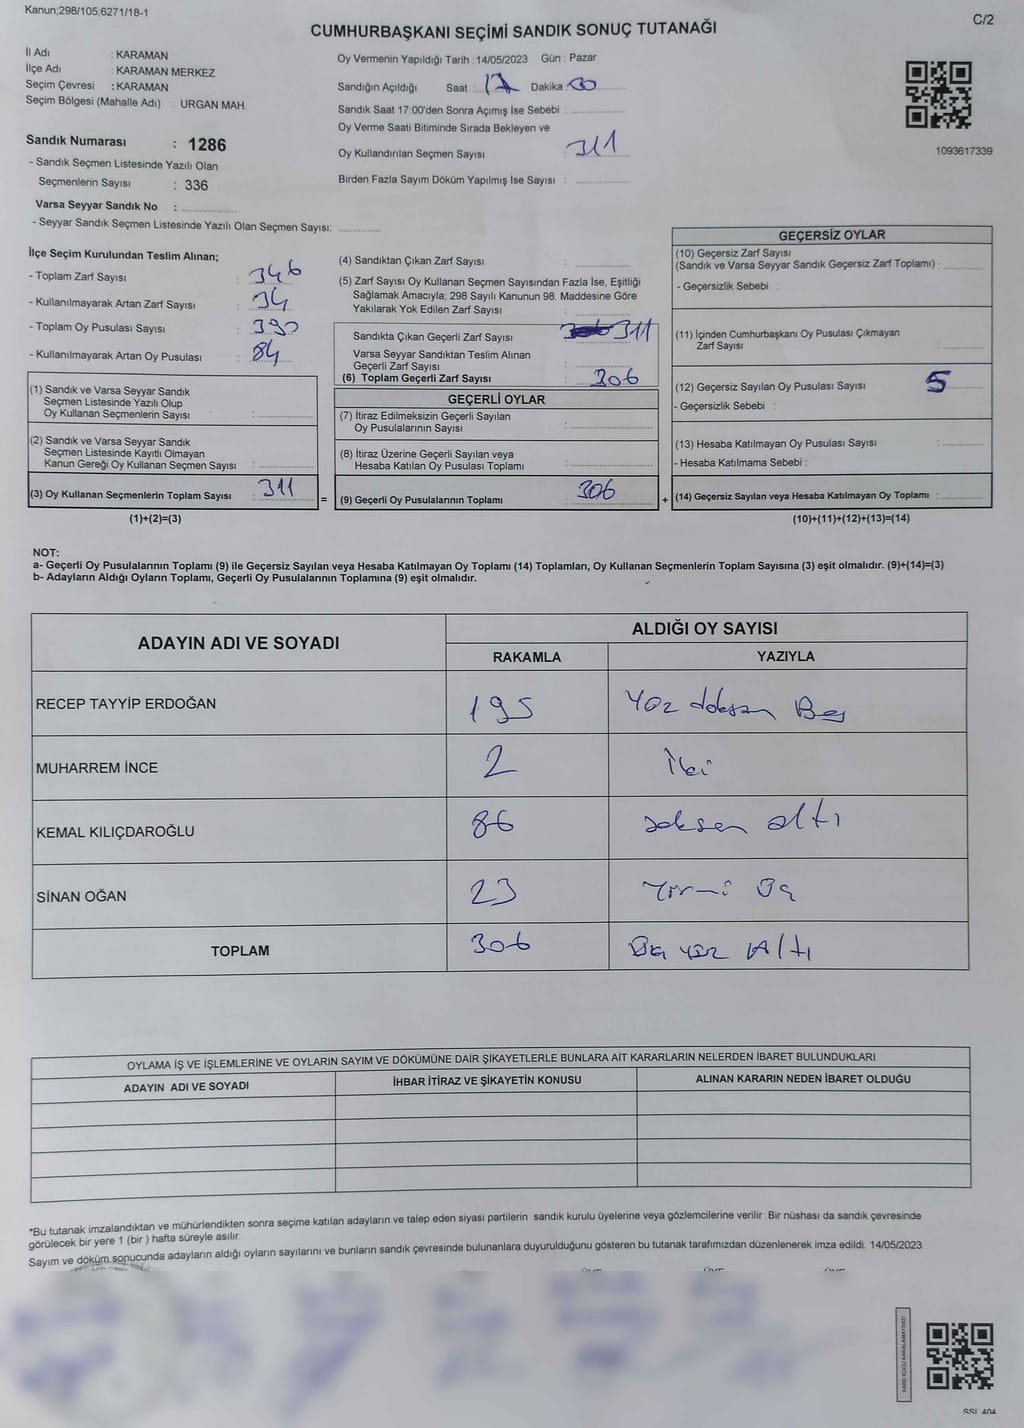 Kanun;298/105;6271/18-1
C/2
CUMHURBAŞKANI SEÇİMİ SANDIK SONUÇ TUTANAĞI
İl Adı : KARAMAN
İlçe Adı : KARAMAN MERKEZ
Seçim Çevresi : KARAMAN
Seçim Bölgesi (Mahalle Adı) : URGAN MAH.
Oy Vermenin Yapıldığı Tarih : 14/05/2023 Gün : Pazar
Sandığın Açıldığı Saat : 17 Dakika : 00
Sandık Saat 17:00'den Sonra Açımış İse Sebebi :
Oy Verme Saati Bitiminde Sırada Bekleyen ve
Oy Kullandırılan Seçmen Sayısı : 311
Birden Fazla Sayım Döküm Yapılmış İse Sayısı :
1093617339
Sandık Numarası : 1286
- Sandık Seçmen Listesinde Yazılı Olan
Seçmenlerin Sayısı : 336
Varsa Seyyar Sandık No :
- Seyyar Sandık Seçmen Listesinde Yazılı Olan Seçmen Sayısı:
İlçe Seçim Kurulundan Teslim Alınan;
- Toplam Zarf Sayısı : 346
- Kullanılmayarak Artan Zarf Sayısı : 34
- Toplam Oy Pusulası Sayısı : 390
- Kullanılmayarak Artan Oy Pusulası : 84
(1) Sandık ve Varsa Seyyar Sandık
Seçmen Listesinde Yazılı Olup
Oy Kullanan Seçmenlerin Sayısı :
(2) Sandık ve Varsa Seyyar Sandık
Seçmen Listesinde Kayıtlı Olmayan
Kanun Gereği Oy Kullanan Seçmen Sayısı :
(3) Oy Kullanan Seçmenlerin Toplam Sayısı : 311 =
(1)+(2)=(3)
(4) Sandıktan Çıkan Zarf Sayısı :
(5) Zarf Sayısı Oy Kullanan Seçmen Sayısından Fazla İse, Eşitliği
Sağlamak Amacıyla; 298 Sayılı Kanunun 98. Maddesine Göre
Yakılarak Yok Edilen Zarf Sayısı :
Sandıkta Çıkan Geçerli Zarf Sayısı : 311
Varsa Seyyar Sandıktan Teslim Alınan
Geçerli Zarf Sayısı :
(6) Toplam Geçerli Zarf Sayısı : 306
GEÇERLİ OYLAR
(7) İtiraz Edilmeksizin Geçerli Sayılan
Oy Pusulalarının Sayısı :
(8) İtiraz Üzerine Geçerli Sayılan veya
Hesaba Katılan Oy Pusulası Toplamı :
(9) Geçerli Oy Pusulalarının Toplamı : 306 +
GEÇERSİZ OYLAR
(10) Geçersiz Zarf Sayısı
(Sandık ve Varsa Seyyar Sandık Geçersiz Zarf Toplamı) :
- Geçersizlik Sebebi :
(11) İçinden Cumhurbaşkanı Oy Pusulası Çıkmayan
Zarf Sayısı :
(12) Geçersiz Sayılan Oy Pusulası Sayısı : 5
- Geçersizlik Sebebi :
(13) Hesaba Katılmayan Oy Pusulası Sayısı :
- Hesaba Katılmama Sebebi :
(14) Geçersiz Sayılan veya Hesaba Katılmayan Oy Toplamı :
(10)+(11)+(12)+(13)=(14)
NOT:
a- Geçerli Oy Pusulalarının Toplamı (9) ile Geçersiz Sayılan veya Hesaba Katılmayan Oy Toplamı (14) Toplamları, Oy Kullanan Seçmenlerin Toplam Sayısına (3) eşit olmalıdır. (9)+(14)=(3)
b- Adayların Aldığı Oyların Toplamı, Geçerli Oy Pusulalarının Toplamına (9) eşit olmalıdır.
ADAYIN ADI VE SOYADI
ALDIĞI OY SAYISI
RAKAMLA YAZIYLA
RECEP TAYYİP ERDOĞAN 195 Yüz doksan Beş
MUHARREM İNCE 2 İki
KEMAL KILIÇDAROĞLU 86 seksen altı
SİNAN OĞAN 23 Yirmi Üç
TOPLAM 306 Üç yüz Altı
OYLAMA İŞ VE İŞLEMLERİNE VE OYLARIN SAYIM VE DÖKÜMÜNE DAİR ŞİKAYETLERLE BUNLARA AİT KARARLARIN NELERDEN İBARET BULUNDUKLARI
ADAYIN ADI VE SOYADI
İHBAR İTİRAZ VE ŞİKAYETİN KONUSU
ALINAN KARARIN NEDEN İBARET OLDUĞU
*Bu tutanak imzalandıktan ve mühürlendikten sonra seçime katılan adayların ve talep eden siyasi partilerin sandık kurulu üyelerine veya gözlemcilerine verilir .Bir nüshası da sandık çevresinde
görülecek bir yere 1 (bir ) hafta süreyle asılır.
Sayım ve döküm sonucunda adayların aldığı oyların sayılarını ve bunların sandık çevresinde bulunanlara duyurulduğunu gösteren bu tutanak tarafımızdan düzenlenerek imza edildi. 14/05/2023
KARE KODU KARALAMAYINIZ!